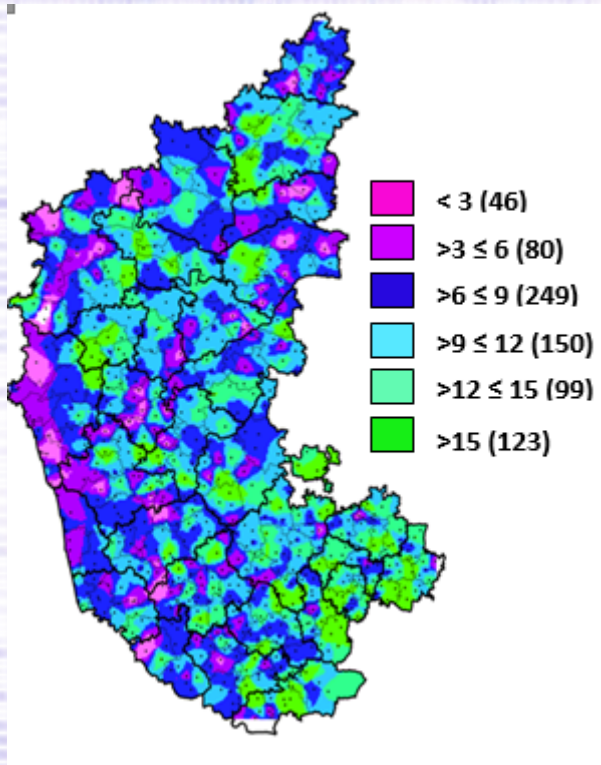 < 3 (46)
>3 ≤ 6 (80)
>6 ≤ 9 (249)
>9 ≤ 12 (150)
>12 ≤ 15 (99)
>15 (123)